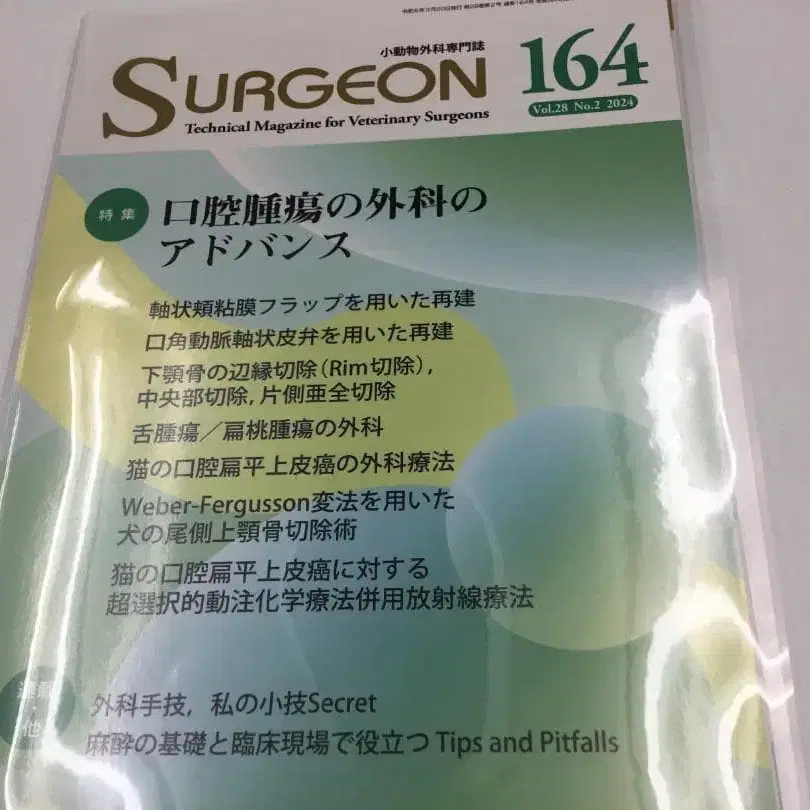 小動物外科専門誌
SURGEON
164
Technical Magazine for Veterinary Surgeons
Vol.28 No.2 2024
特集
口腔腫瘍の外科の
アドバンス
軸状頬粘膜フラップを用いた再建
口角動脈軸状皮弁を用いた再建
下顎骨の辺縁切除(Rim切除),
中央部切除,片側亜全切除
舌腫瘍/扁桃腫瘍の外科
猫の口腔扁平上皮癌の外科療法
Weber-Fergusson変法を用いた
犬の尾側上顎骨切除術
猫の口腔扁平上皮癌に対する
超選択的動注化学療法併用放射線療法
連載
・他
外科手技,私の小技Secret
麻酔の基礎と臨床現場で役立つ Tips and Pitfalls